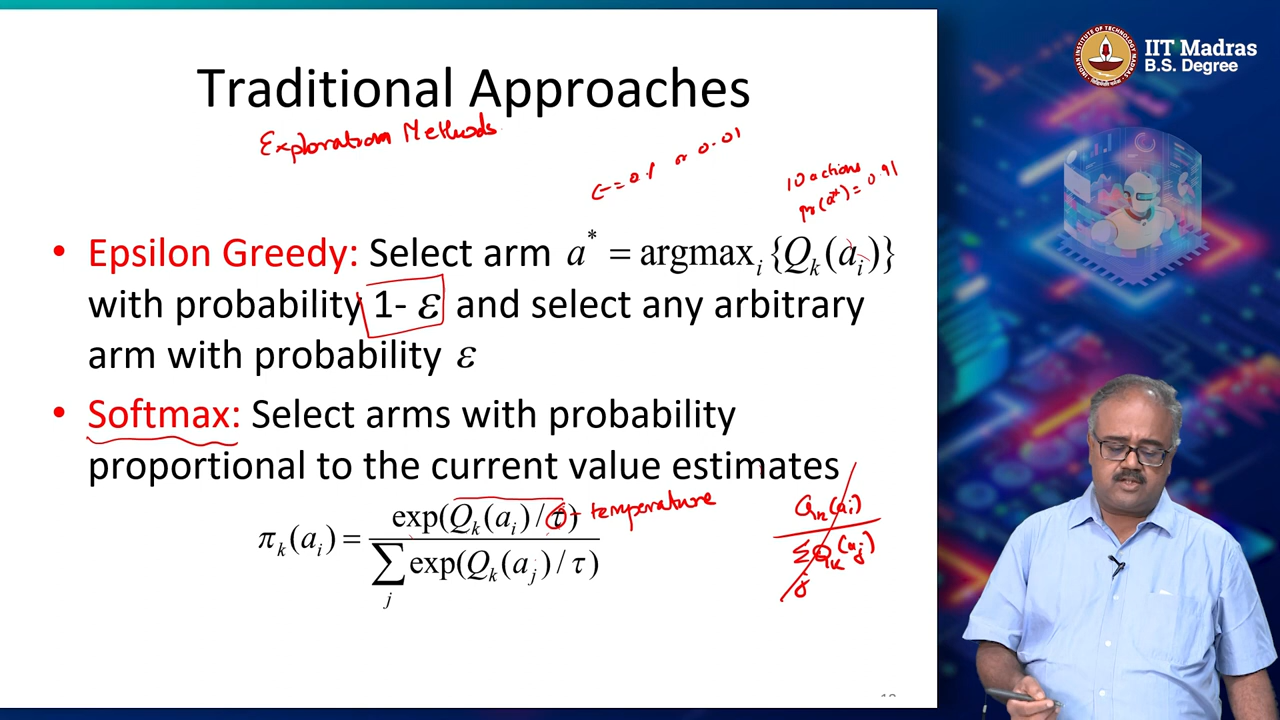 Traditional Approaches
Exploration Methods
ε = 0.1 or 0.01
10 actions
pr(a*) = 0.91
• Epsilon Greedy: Select arm a* = argmaxᵢ {Qₖ(aᵢ)}
with probability 1- ε and select any arbitrary
arm with probability ε
• Softmax: Select arms with probability
proportional to the current value estimates
πₖ(aᵢ) = exp(Qₖ(aᵢ) / τ) / ∑ⱼ exp(Qₖ(aⱼ) / τ)
temperature
Qₖ(aᵢ) / Σⱼ Qₖ(aⱼ)
IIT Madras
B.S. Degree